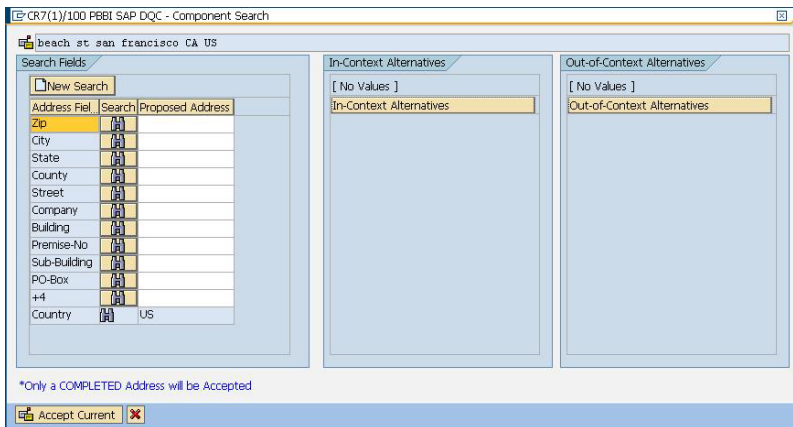 CR7(1)/100 PBBI SAP DQC - Component Search
beach st san francisco CA US
Search Fields
New Search
Address Fiel... Search Proposed Address
Zip
City
State
County
Street
Company
Building
Premise-No
Sub-Building
PO-Box
+4
Country US
In-Context Alternatives
[ No Values ]
In-Context Alternatives
Out-of-Context Alternatives
[ No Values ]
Out-of-Context Alternatives
*Only a COMPLETED Address will be Accepted
Accept Current